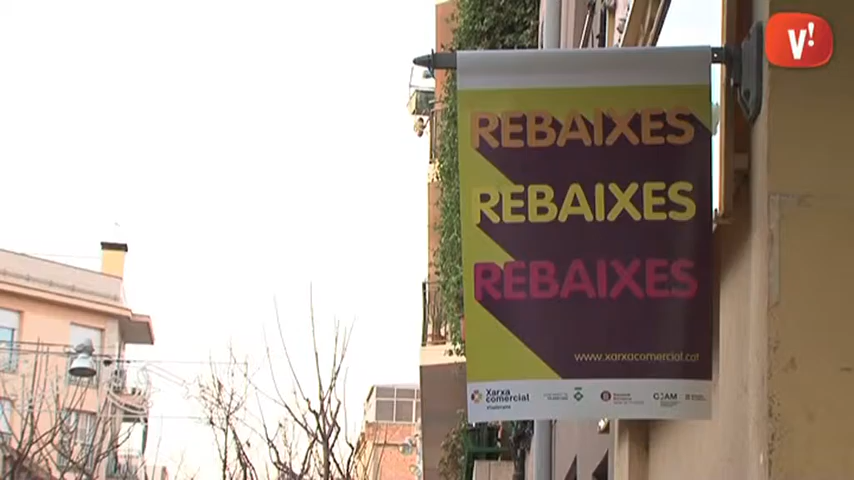 V!
REBAIXES
REBAIXES
REBAIXES
www.xarxacomercial.cat
Xarxa
comercial